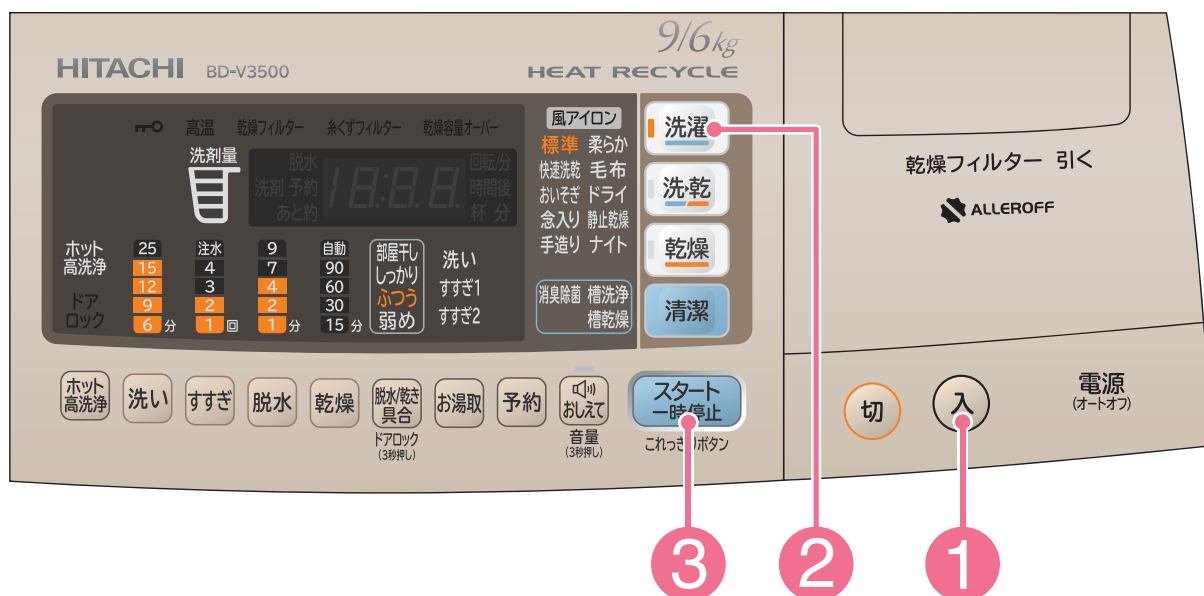 9/6kg
HITACHI BD-V3500
HEAT RECYCLE
高温 乾燥フィルター 糸くずフィルター 乾燥容量オーバー
洗剤量
脱水 回転/分
洗剤 予約 18:8.8. 時間後
あと約 杯 分
ホット
高洗浄
ドア
ロック
25
15
12
9
6 分
注水
4
3
2
1 回
9
7
4
2
1 分
自動
90
60
30
15 分
部屋干し
しっかり
ふつう
弱め
洗い
すすぎ1
すすぎ2
風アイロン
標準 柔らか
快速洗乾 毛布
おいそぎ ドライ
念入り 静止乾燥
手造り ナイト
消臭除菌 槽洗浄
槽乾燥
洗濯
洗・乾
乾燥
清潔
乾燥フィルター 引く
ALLEROFF
ホット
高洗浄
洗い
すすぎ
脱水
乾燥
脱水/乾き
具合
ドアロック
(3秒押し)
お湯取
予約
おしえて
音量
(3秒押し)
スタート
一時停止
これっきりボタン
切
入
電源
(オートオフ)
3
2
1